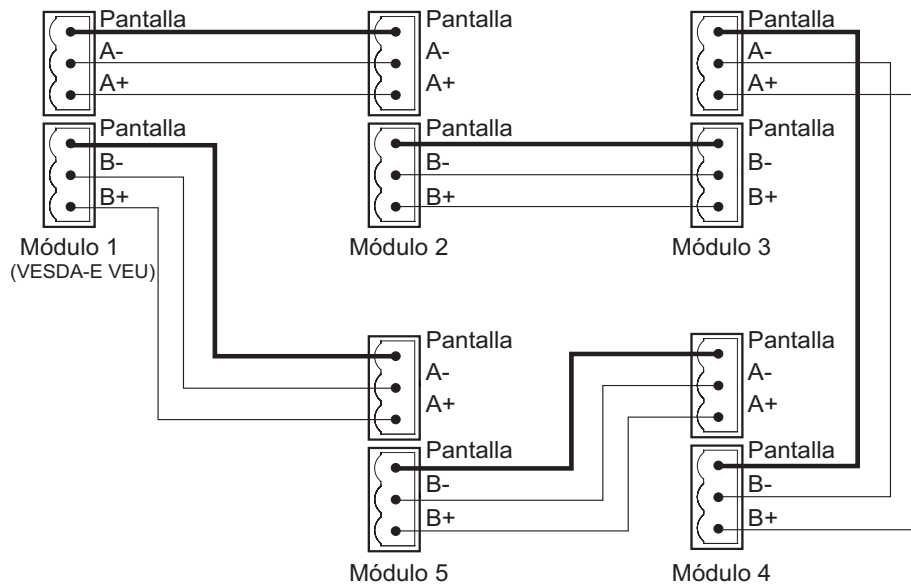 Pantalla
A-
A+
Pantalla
B-
B+
Módulo 1
(VESDA-E VEU)
Pantalla
A-
A+
Pantalla
B-
B+
Módulo 2
Pantalla
A-
A+
Pantalla
B-
B+
Módulo 3
Pantalla
A-
A+
Pantalla
B-
B+
Módulo 5
Pantalla
A-
A+
Pantalla
B-
B+
Módulo 4